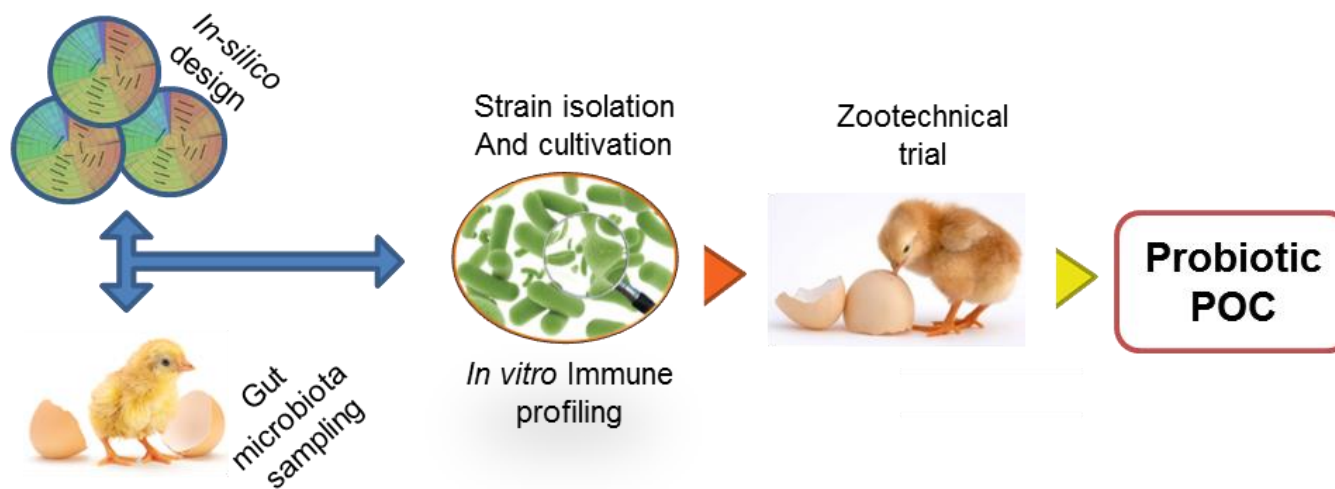 In-silico
design
Gut
microbiota
sampling
Strain isolation
And cultivation
In vitro Immune
profiling
Zootechnical
trial
Probiotic
POC